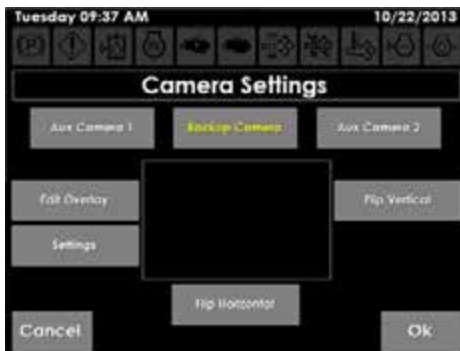 Tuesday 09:37 AM 10/22/2013
(P)
Camera Settings
Aux Camera 1 Backup Camera Aux Camera 2
Edit Overlay Flip Vertical
Settings
Flip Horizontal
Cancel Ok